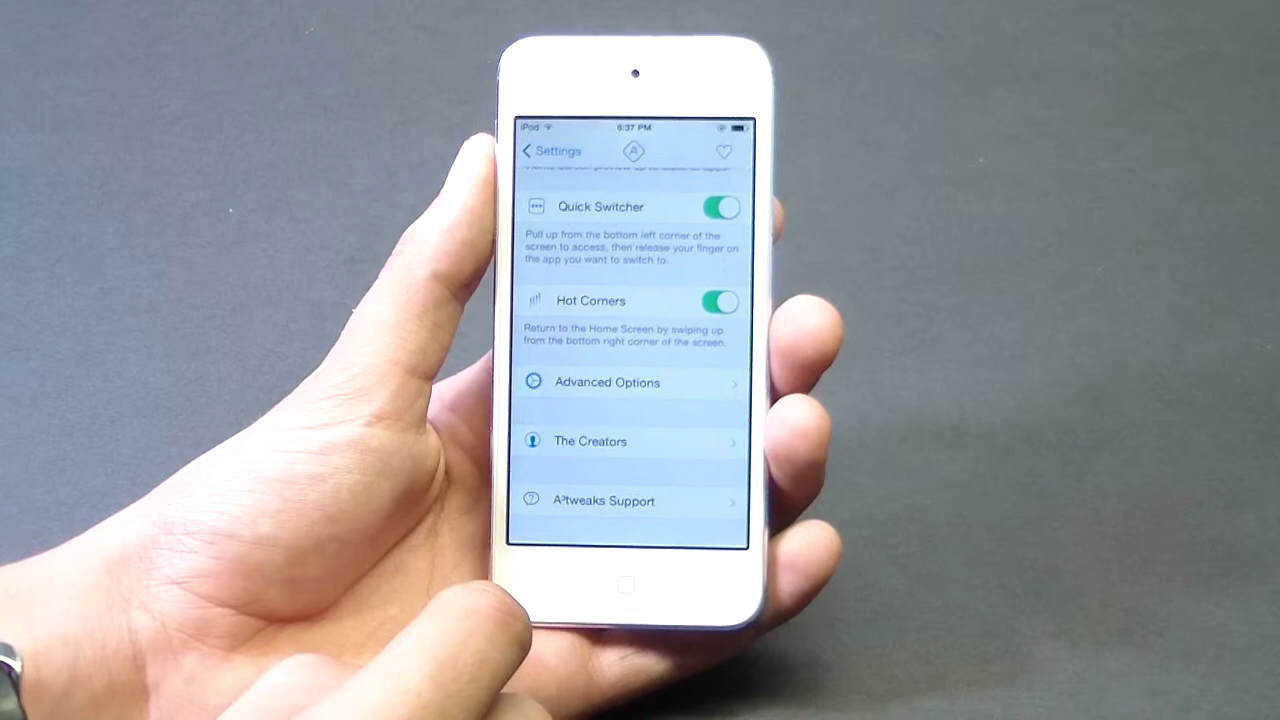 iPod 6:37 PM
Settings
Quick Switcher
Pull up from the bottom left corner of the
screen to access, then release your finger on
the app you want to switch to.
Hot Corners
Return to the Home Screen by swiping up
from the bottom right corner of the screen.
Advanced Options
The Creators
A³tweaks Support